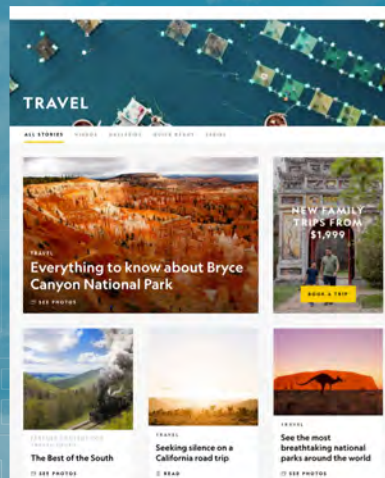 TRAVEL
ALL STORIES VIDEOS GALLERIES QUICK READS SERIES
NEW FAMILY
TRIPS FROM
$1,999
BOOK A TRIP
TRAVEL
Everything to know about Bryce
Canyon National Park
SEE PHOTOS
The Best of the South
SEE PHOTOS
TRAVEL
Seeking silence on a
California road trip
READ
TRAVEL
See the most
breathtaking national
parks around the world
SEE PHOTOS